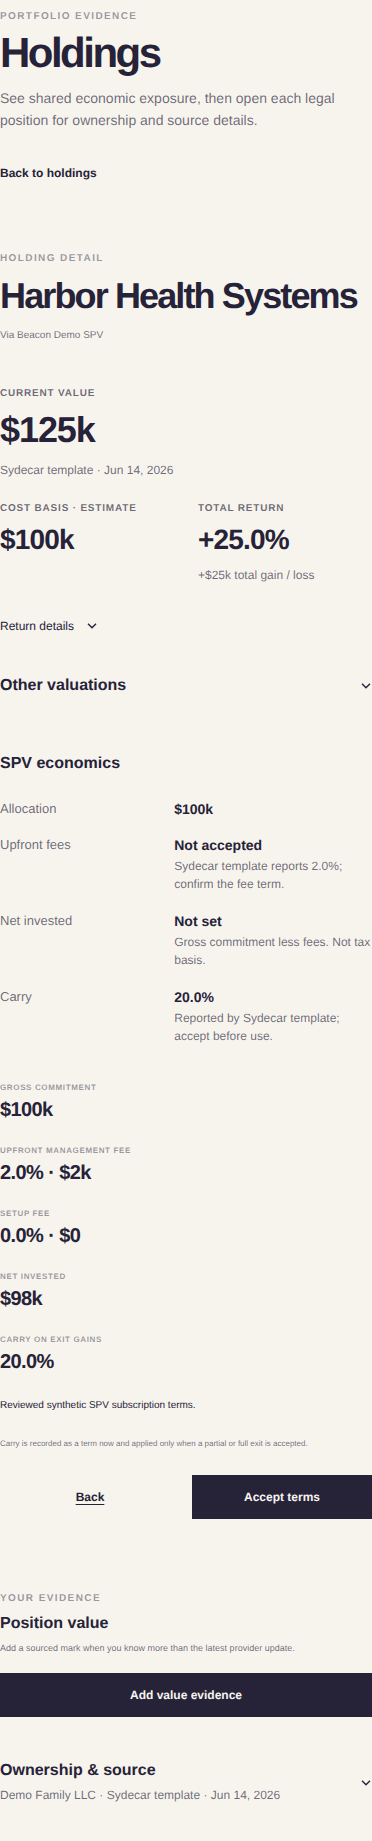 PORTFOLIO EVIDENCE
Holdings
See shared economic exposure, then open each legal
position for ownership and source details.
Back to holdings
HOLDING DETAIL
Harbor Health Systems
Via Beacon Demo SPV
CURRENT VALUE
$125k
Sydecar template · Jun 14, 2026
COST BASIS · ESTIMATE
$100k
TOTAL RETURN
+25.0%
+$25k total gain / loss
Return details
Other valuations
SPV economics
Allocation
$100k
Upfront fees
Not accepted
Sydecar template reports 2.0%;
confirm the fee term.
Net invested
Not set
Gross commitment less fees. Not tax
basis.
Carry
20.0%
Reported by Sydecar template;
accept before use.
GROSS COMMITMENT
$100k
UPFRONT MANAGEMENT FEE
2.0% · $2k
SETUP FEE
0.0% · $0
NET INVESTED
$98k
CARRY ON EXIT GAINS
20.0%
Reviewed synthetic SPV subscription terms.
Carry is recorded as a term now and applied only when a partial or full exit is accepted.
Back
Accept terms
YOUR EVIDENCE
Position value
Add a sourced mark when you know more than the latest provider update.
Add value evidence
Ownership & source
Demo Family LLC · Sydecar template · Jun 14, 2026